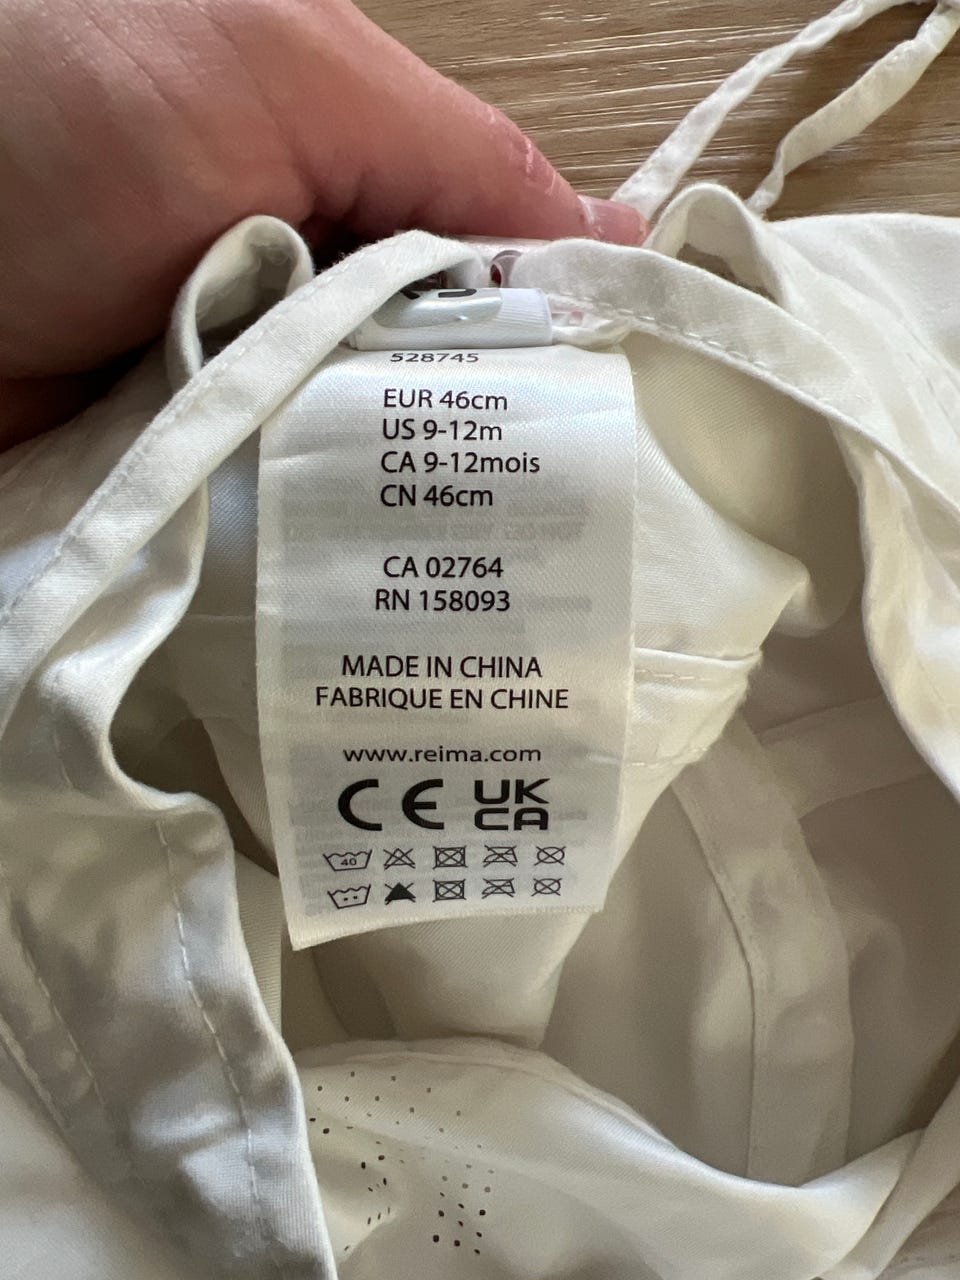 528745
EUR 46cm
US 9-12m
CA 9-12mois
CN 46cm
CA 02764
RN 158093
MADE IN CHINA
FABRIQUE EN CHINE
www.reima.com
CE UK
CA
40